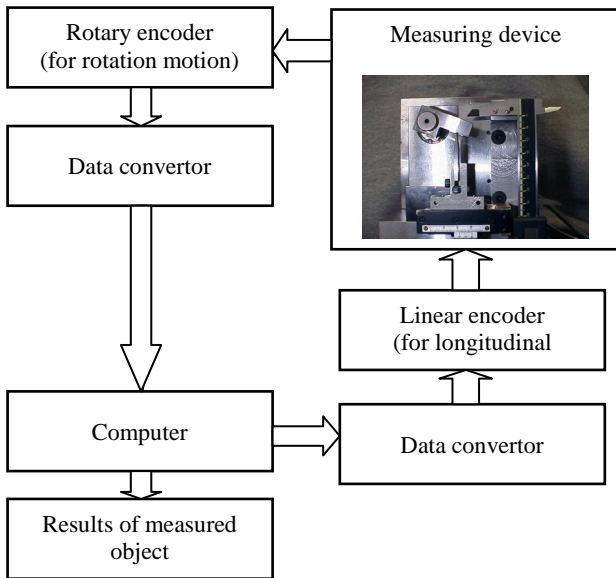 Rotary encoder
(for rotation motion)
Measuring device
Data convertor
Linear encoder
(for longitudinal
Computer
Data convertor
Results of measured
object